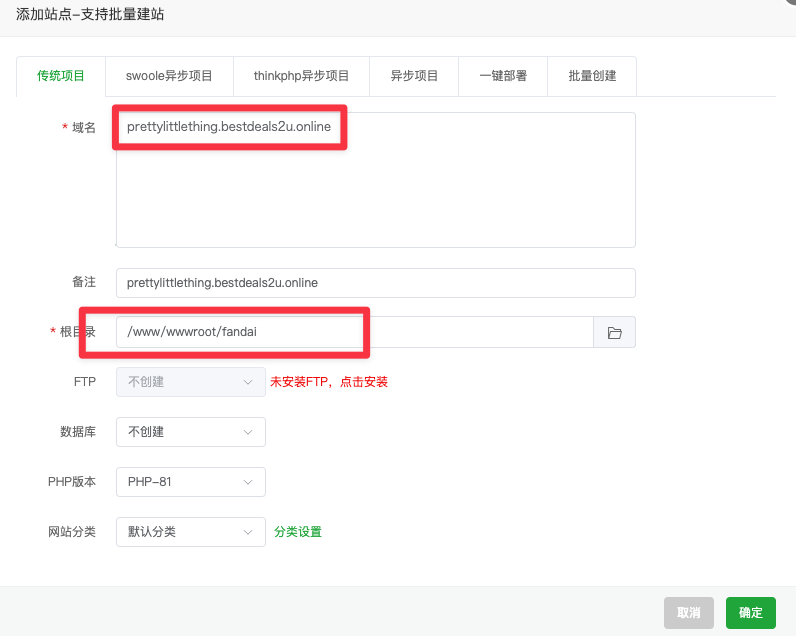 添加站点-支持批量建站
传统项目 swoole异步项目 thinkphp异步项目 异步项目 一键部署 批量创建
* 域名 prettylittlething.bestdeals2u.online
备注 prettylittlething.bestdeals2u.online
* 根目录 /www/wwwroot/fandai
FTP 不创建 未安装FTP，点击安装
数据库 不创建
PHP版本 PHP-81
网站分类 默认分类 分类设置
取消 确定